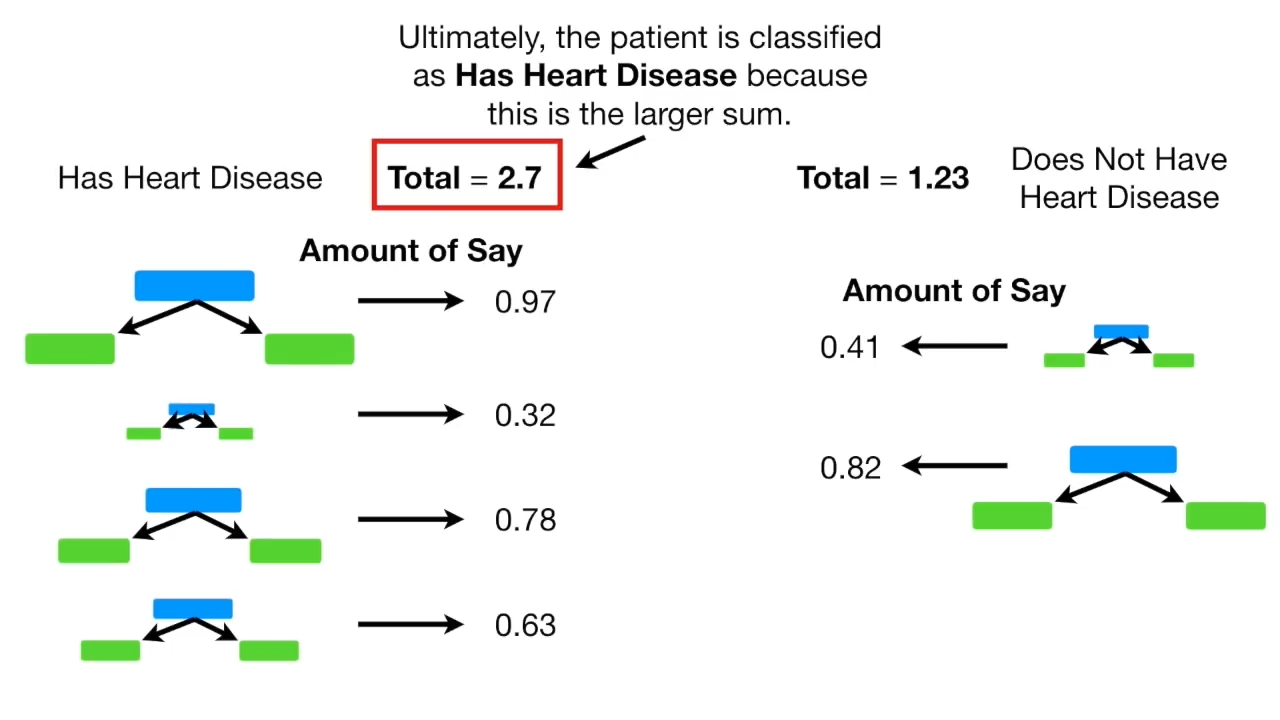 Ultimately, the patient is classified
as Has Heart Disease because
this is the larger sum.
Has Heart Disease
Total = 2.7
Amount of Say
0.97
0.32
0.78
0.63
Total = 1.23
Does Not Have
Heart Disease
Amount of Say
0.41
0.82